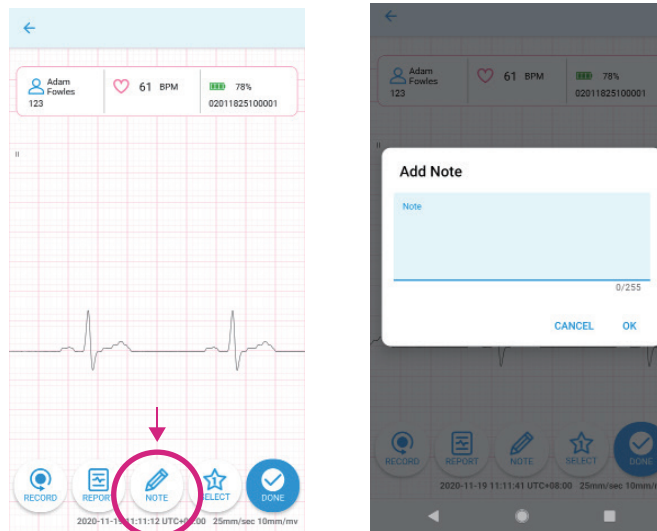 Adam
Fowles
123
61 BPM
78%
02011825100001
II
RECORD
REPORT
NOTE
SELECT
DONE
2020-11-19 11:11:12 UTC+08:00 25mm/sec 10mm/mv
Adam
Fowles
123
61 BPM
78%
02011825100001
II
Add Note
Note
0/255
CANCEL
OK
RECORD
REPORT
NOTE
SELECT
DONE
2020-11-19 11:11:41 UTC+08:00 25mm/sec 10mm/